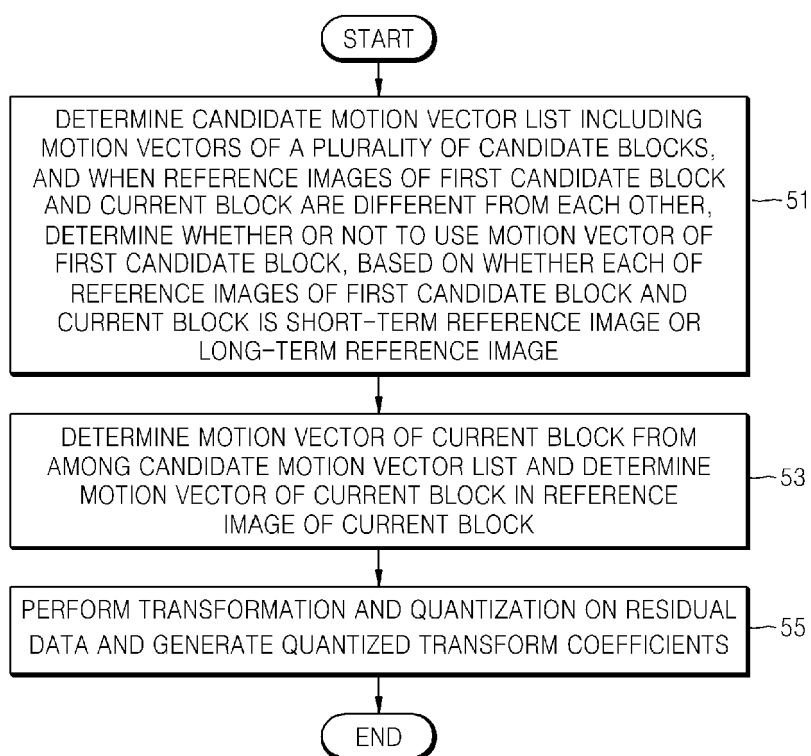 START
DETERMINE CANDIDATE MOTION VECTOR LIST INCLUDING
MOTION VECTORS OF A PLURALITY OF CANDIDATE BLOCKS,
AND WHEN REFERENCE IMAGES OF FIRST CANDIDATE BLOCK
AND CURRENT BLOCK ARE DIFFERENT FROM EACH OTHER,
DETERMINE WHETHER OR NOT TO USE MOTION VECTOR OF
FIRST CANDIDATE BLOCK, BASED ON WHETHER EACH OF
REFERENCE IMAGES OF FIRST CANDIDATE BLOCK AND
CURRENT BLOCK IS SHORT-TERM REFERENCE IMAGE OR
LONG-TERM REFERENCE IMAGE
51
DETERMINE MOTION VECTOR OF CURRENT BLOCK FROM
AMONG CANDIDATE MOTION VECTOR LIST AND DETERMINE
MOTION VECTOR OF CURRENT BLOCK IN REFERENCE
IMAGE OF CURRENT BLOCK
53
PERFORM TRANSFORMATION AND QUANTIZATION ON RESIDUAL
DATA AND GENERATE QUANTIZED TRANSFORM COEFFICIENTS
55
END